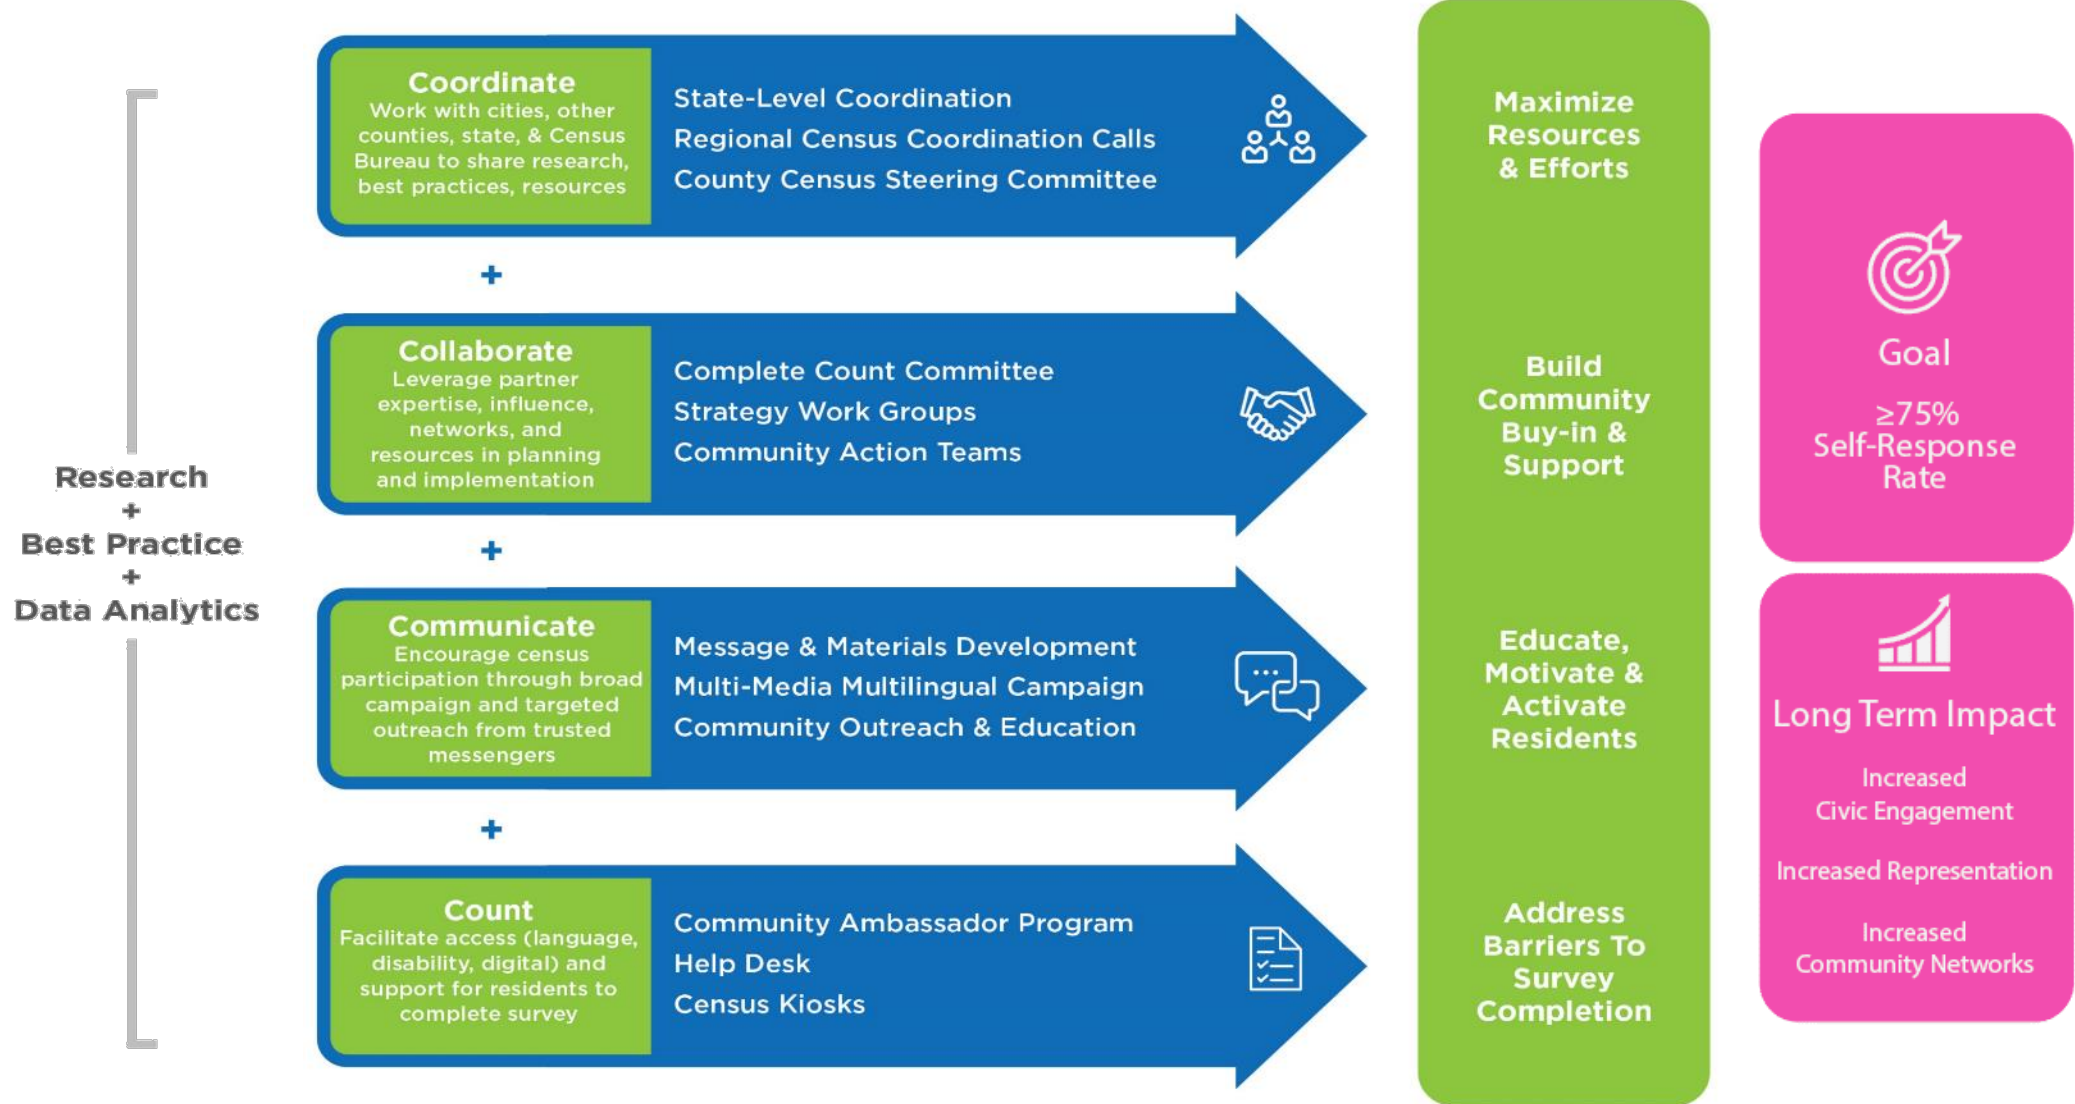 Research
+
Best Practice
+
Data Analytics
Coordinate
Work with cities, other
counties, state, & Census
Bureau to share research,
best practices, resources
State-Level Coordination
Regional Census Coordination Calls
County Census Steering Committee
+
Collaborate
Leverage partner
expertise, influence,
networks, and
resources in planning
and implementation
Complete Count Committee
Strategy Work Groups
Community Action Teams
+
Communicate
Encourage census
participation through broad
campaign and targeted
outreach from trusted
messengers
Message & Materials Development
Multi-Media Multilingual Campaign
Community Outreach & Education
+
Count
Facilitate access (language,
disability, digital) and
support for residents to
complete survey
Community Ambassador Program
Help Desk
Census Kiosks
Maximize
Resources
& Efforts
Build
Community
Buy-in &
Support
Educate,
Motivate &
Activate
Residents
Address
Barriers To
Survey
Completion
Goal
≥75%
Self-Response
Rate
Long Term Impact
Increased
Civic Engagement
Increased Representation
Increased
Community Networks